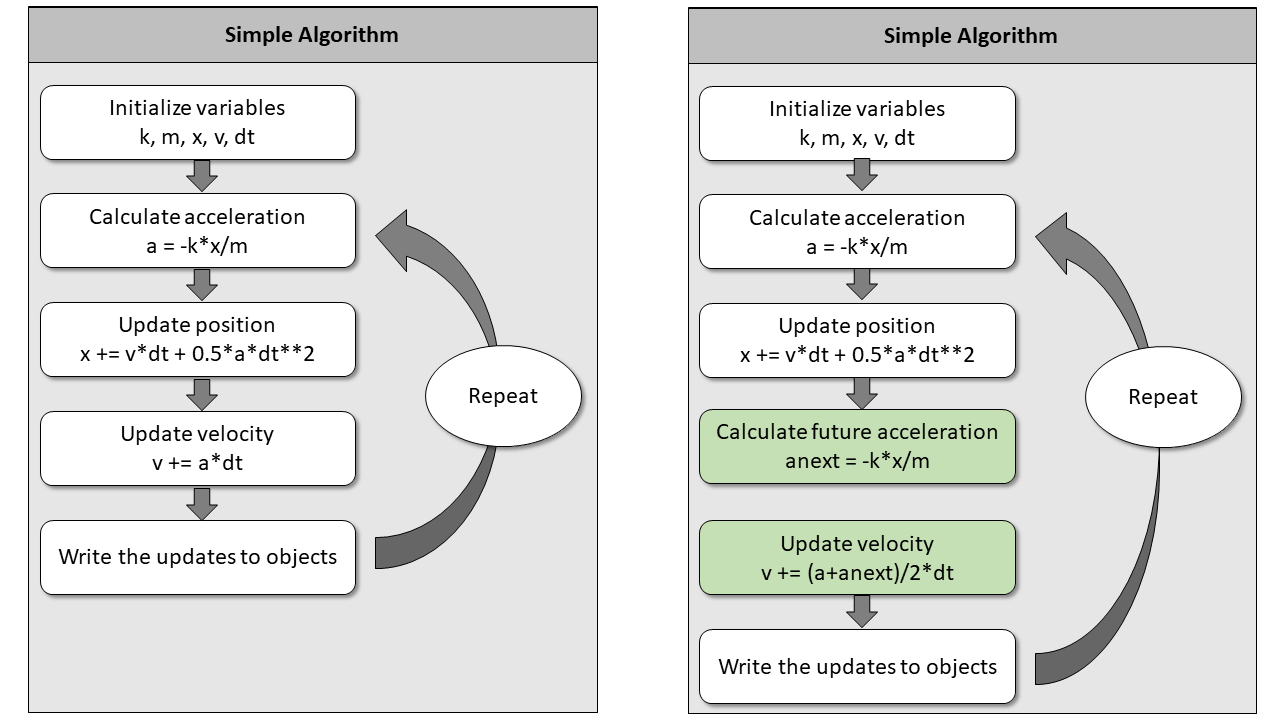 Simple Algorithm
Initialize variables
k, m, x, v, dt
Calculate acceleration
a = -k*x/m
Update position
x += v*dt + 0.5*a*dt**2
Update velocity
v += a*dt
Write the updates to objects
Repeat
Simple Algorithm
Initialize variables
k, m, x, v, dt
Calculate acceleration
a = -k*x/m
Update position
x += v*dt + 0.5*a*dt**2
Calculate future acceleration
anext = -k*x/m
Update velocity
v += (a+anext)/2*dt
Write the updates to objects
Repeat